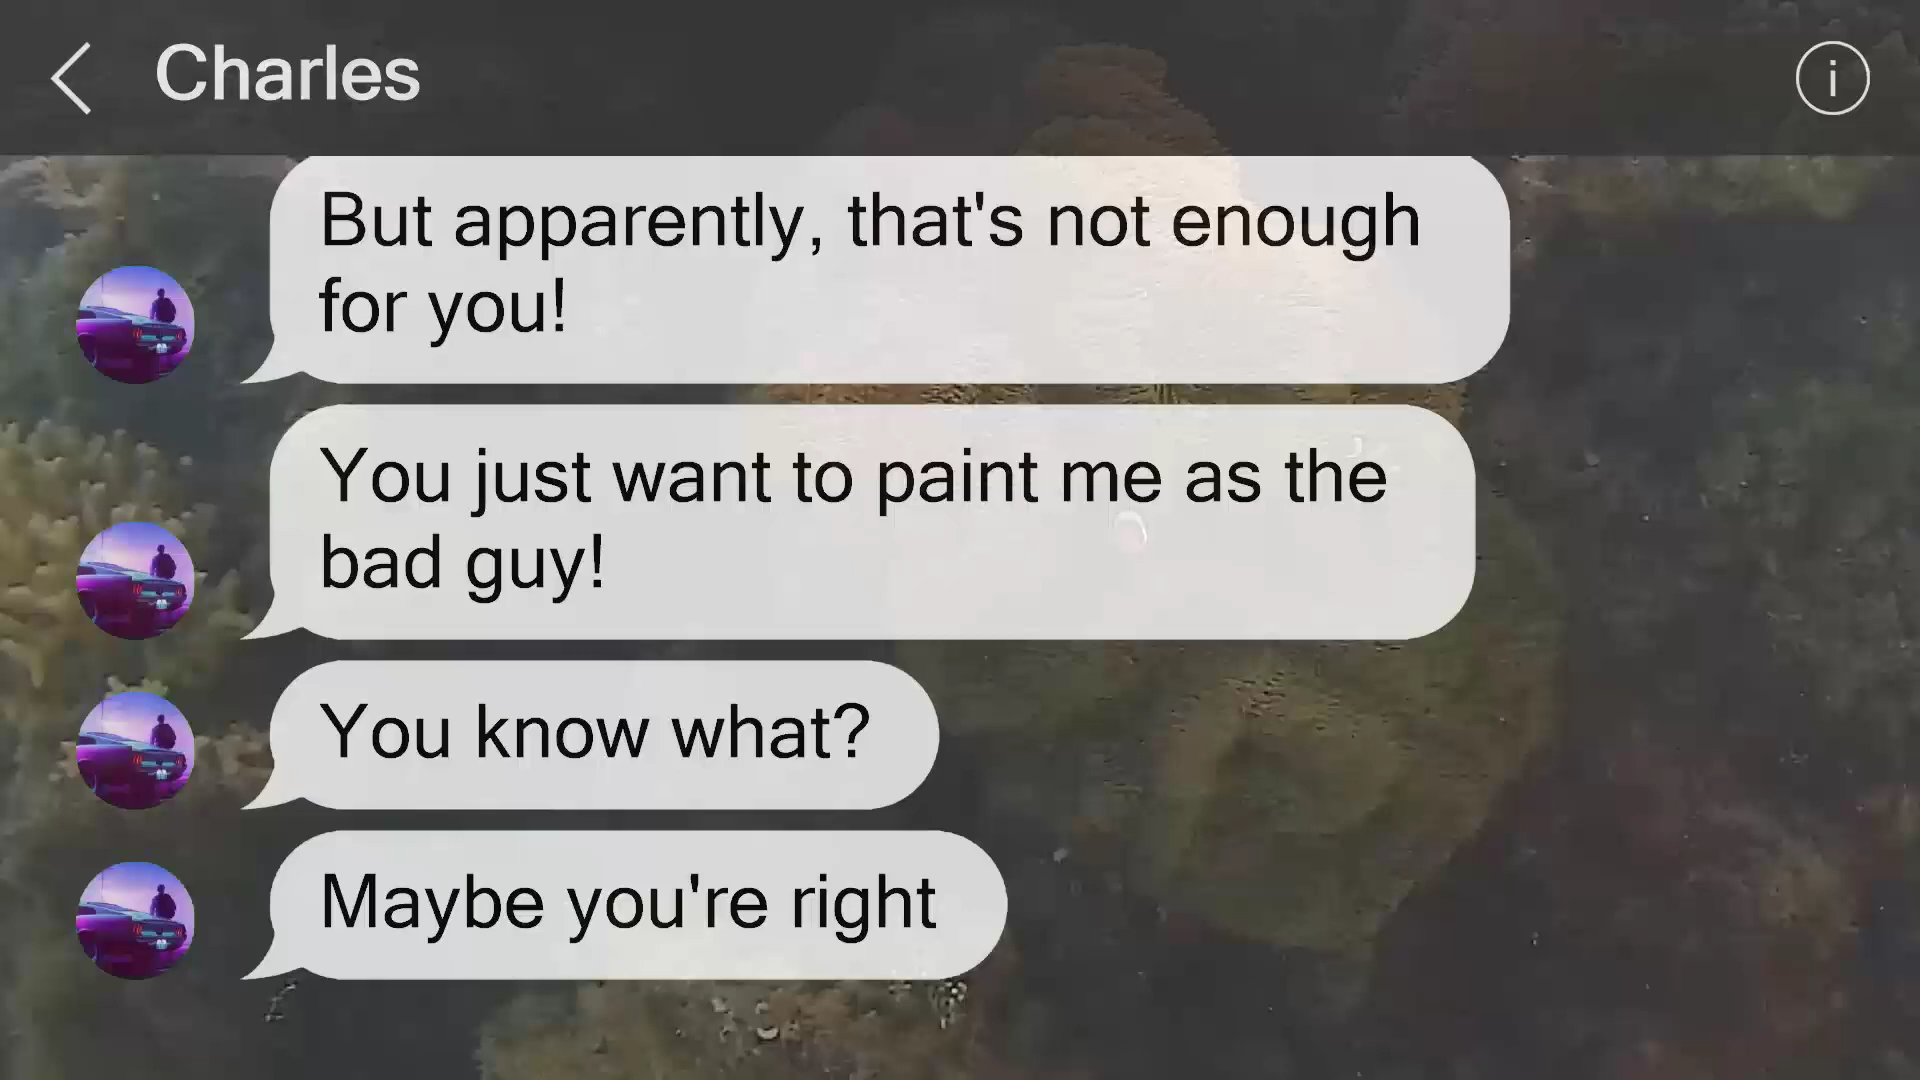 Charles
i
But apparently, that's not enough
for you!
You just want to paint me as the
bad guy!
You know what?
Maybe you're right